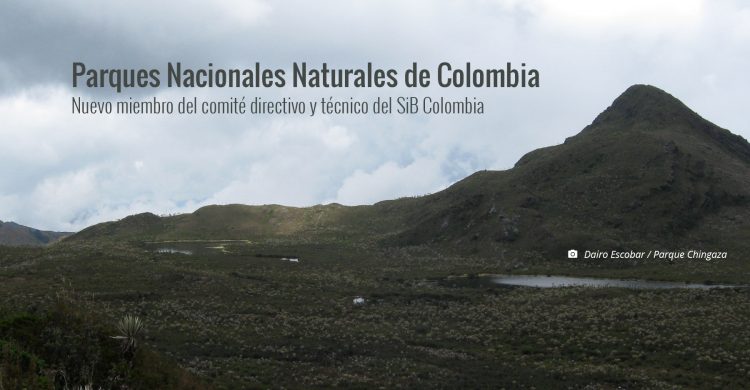 Parques Nacionales Naturales de Colombia
Nuevo miembro del comité directivo y técnico del SiB Colombia
Dairo Escobar / Parque Chingaza